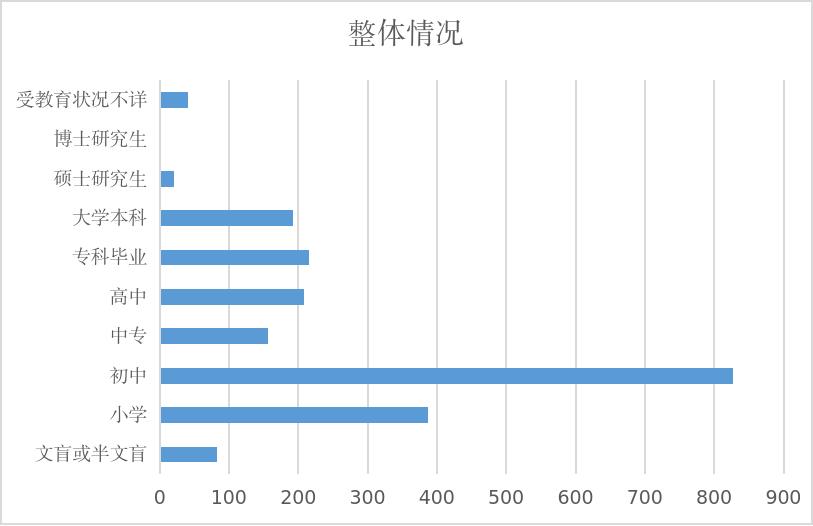 整体情况
受教育状况不详
博士研究生
硕士研究生
大学本科
专科毕业
高中
中专
初中
小学
文盲或半文盲
0 100 200 300 400 500 600 700 800 900